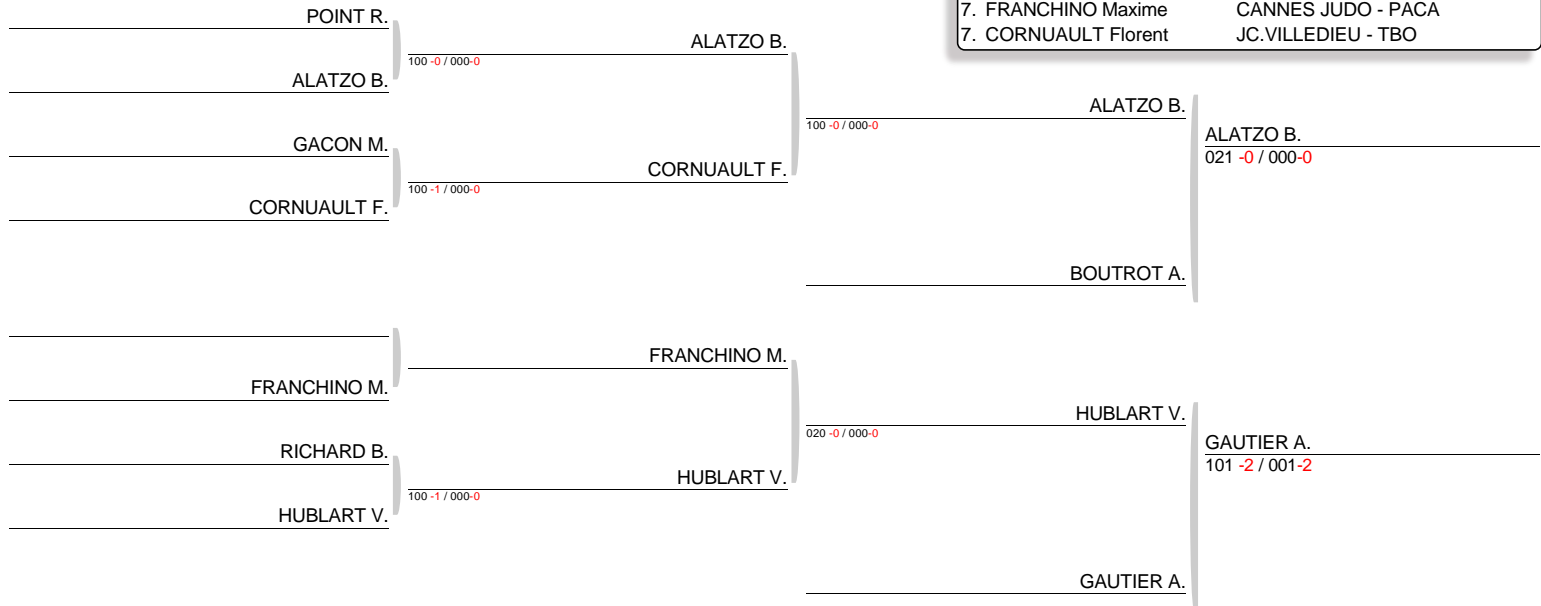 7. FRANCHINO Maxime CANNES JUDO - PACA
7. CORNUAULT Florent JC.VILLEDIEU - TBO
POINT R.
ALATZO B.
100 -0 / 000-0
ALATZO B.
GACON M.
CORNUAULT F.
100 -1 / 000-0
CORNUAULT F.
ALATZO B.
100 -0 / 000-0
BOUTROT A.
ALATZO B.
021 -0 / 000-0
FRANCHINO M.
FRANCHINO M.
RICHARD B.
HUBLART V.
100 -1 / 000-0
HUBLART V.
HUBLART V.
020 -0 / 000-0
GAUTIER A.
GAUTIER A.
101 -2 / 001-2